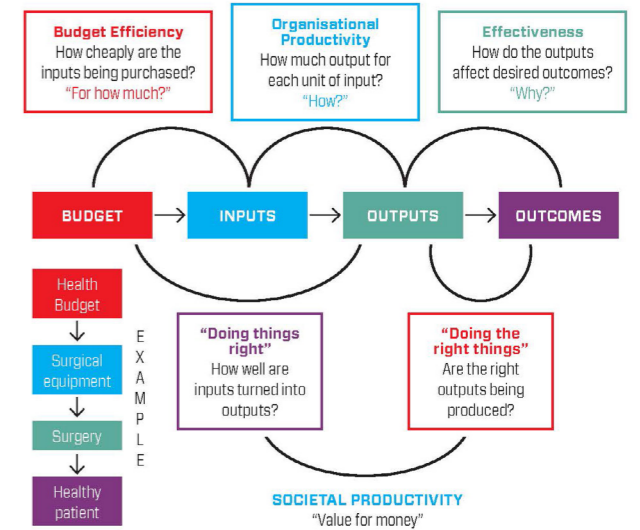 Budget Efficiency
How cheaply are the
inputs being purchased?
“For how much?”
Organisational
Productivity
How much output for
each unit of input?
“How?”
Effectiveness
How do the outputs
affect desired outcomes?
“Why?”
BUDGET
INPUTS
OUTPUTS
OUTCOMES
Health
Budget
Surgical
equipment
Surgery
Healthy
patient
EXAMPLE
“Doing things
right”
How well are
inputs turned into
outputs?
“Doing the
right things”
Are the right
outputs being
produced?
SOCIETAL PRODUCTIVITY
“Value for money”